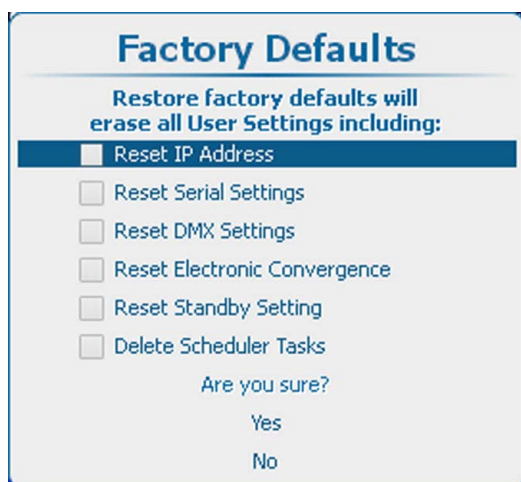 Factory Defaults
Restore factory defaults will
erase all User Settings including:
Reset IP Address
Reset Serial Settings
Reset DMX Settings
Reset Electronic Convergence
Reset Standby Setting
Delete Scheduler Tasks
Are you sure?
Yes
No